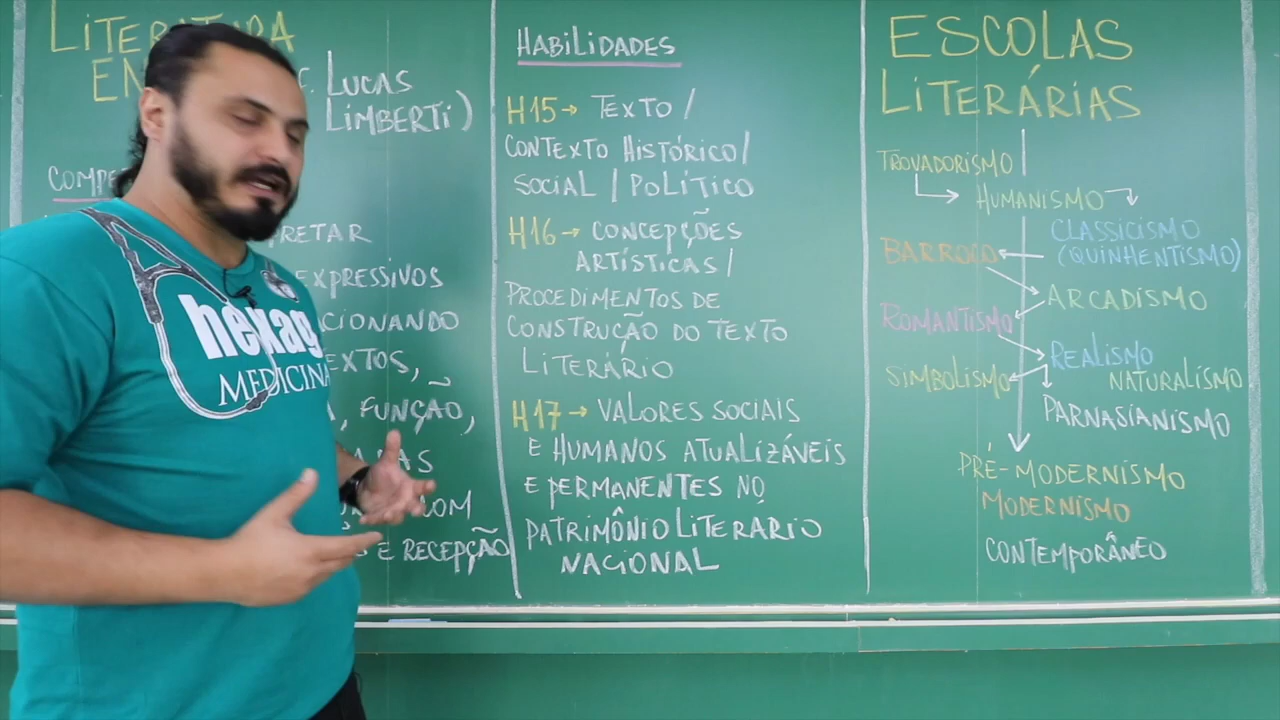 LITERATURA
EN
LUCAS
LIMBERTI)
COMPE
PRETAR
EXPRESSIVOS
CIONANDO
EXTOS,
, FUNÇÃO,
COM
E RECEPÇÃO
hexag
MEDICINA
HABILIDADES
H15→ TEXTO /
CONTEXTO HISTÓRICO/
SOCIAL / POLÍTICO
H16→ CONCEPÇÕES
ARTÍSTICAS/
PROCEDIMENTOS DE
CONSTRUÇÃO DO TEXTO
LITERÁRIO
H17→ VALORES SOCIAIS
E HUMANOS ATUALIZÁVEIS
E PERMANENTES NO
PATRIMÔNIO LITERÁRIO
NACIONAL
ESCOLAS
LITERÁRIAS
TROVADORISMO
HUMANISMO
CLASSICISMO
BARROCO (QUINHENTISMO)
ARCADISMO
ROMANTISMO
REALISMO
SIMBOLISMO NATURALISMO
PARNASIANISMO
PRÉ-MODERNISMO
MODERNISMO
CONTEMPORÂNEO